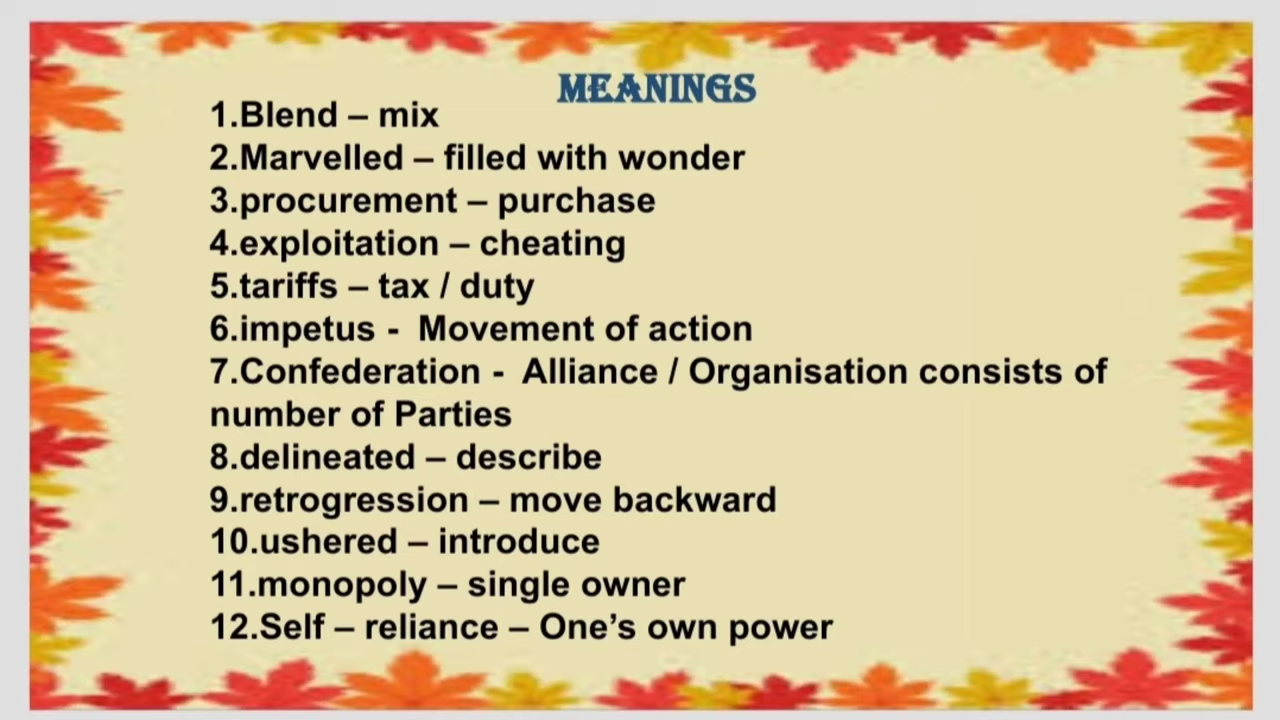 MEANINGS
1.Blend – mix
2.Marvelled – filled with wonder
3.procurement – purchase
4.exploitation – cheating
5.tariffs – tax / duty
6.impetus -  Movement of action
7.Confederation -  Alliance / Organisation consists of
number of Parties
8.delineated – describe
9.retrogression – move backward
10.ushered – introduce
11.monopoly – single owner
12.Self – reliance – One’s own power